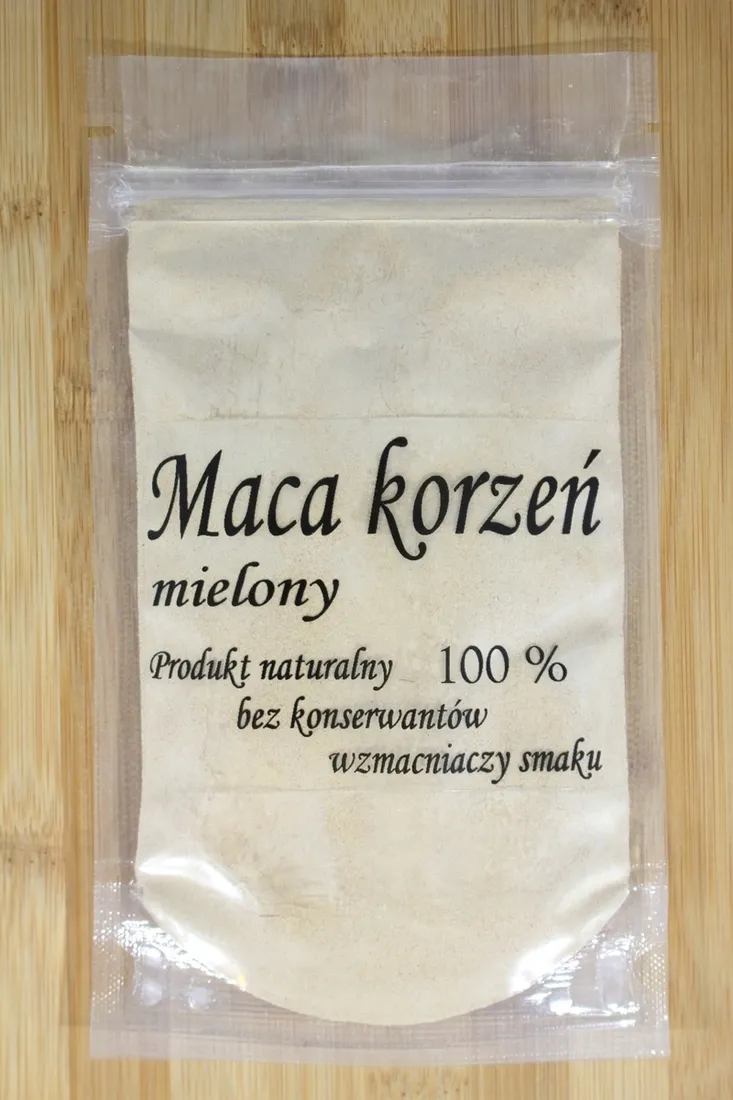 Maca korzeń
mielony
Produkt naturalny 100 %
bez konserwantów
wzmacniaczy smaku